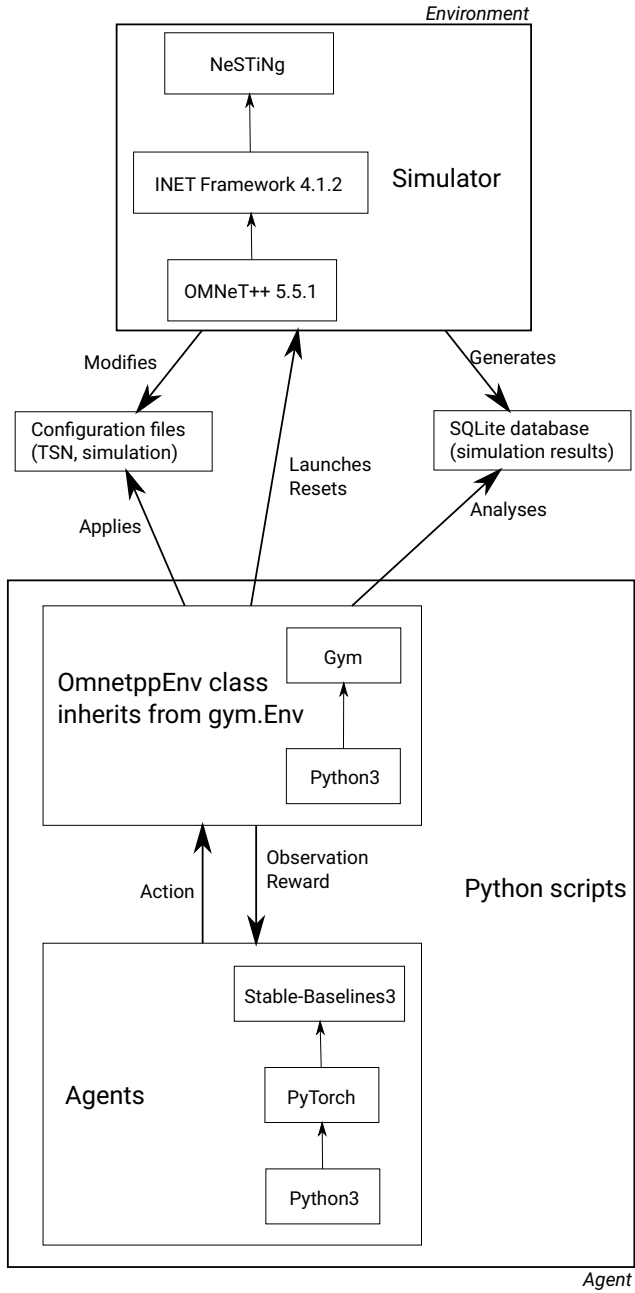 Environment
NeSTiNg
INET Framework 4.1.2
Simulator
OMNeT++ 5.5.1
Modifies
Generates
Configuration files
(TSN, simulation)
SQLite database
(simulation results)
Launches
Resets
Applies
Analyses
OmnetppEnv class
inherits from gym.Env
Gym
Python3
Action
Observation
Reward
Python scripts
Agents
Stable-Baselines3
PyTorch
Python3
Agent